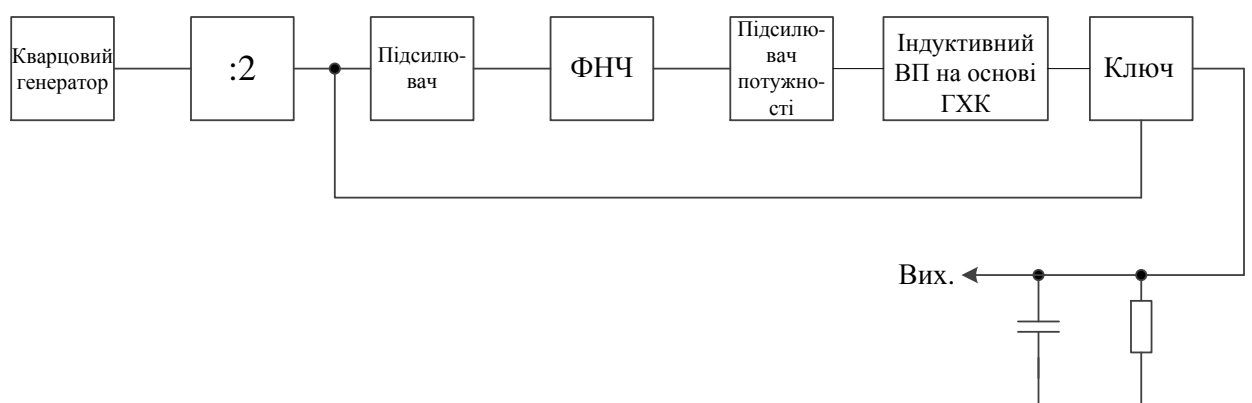 Кварцовий
генератор
:2
Підсилю-
вач
ФНЧ
Підсилю-
вач
потужно-
сті
Індуктивний
ВП на основі
ГХК
Ключ
Вих.